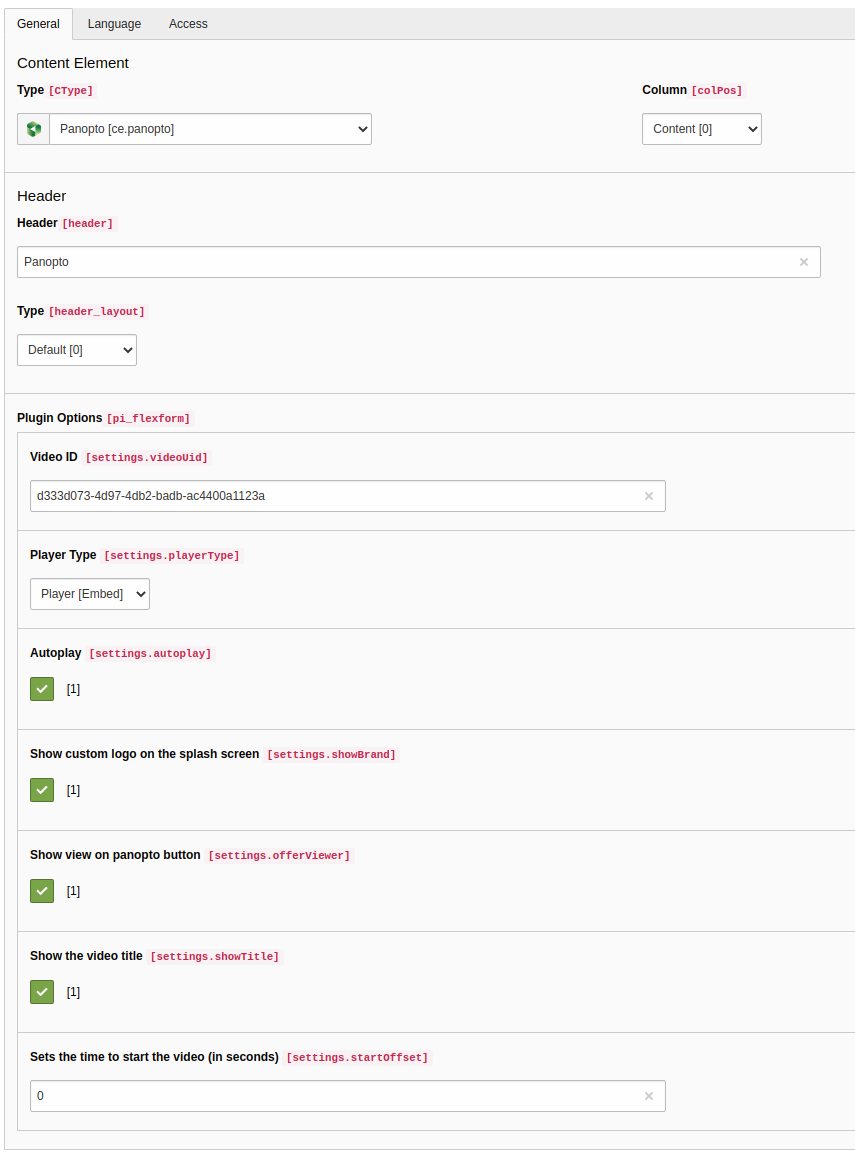 General Language Access
Content Element
Type [CType] Column [colPos]
Panopto [ce.panopto] Content [0]
Header
Header [header]
Panopto
Type [header_layout]
Default [0]
Plugin Options [pi_flexform]
Video ID [settings.videoUid]
d333d073-4d97-4db2-badb-ac4400a1123a
Player Type [settings.playerType]
Player [Embed]
Autoplay [settings.autoplay]
[1]
Show custom logo on the splash screen [settings.showBrand]
[1]
Show view on panopto button [settings.offerViewer]
[1]
Show the video title [settings.showTitle]
[1]
Sets the time to start the video (in seconds) [settings.startOffset]
0